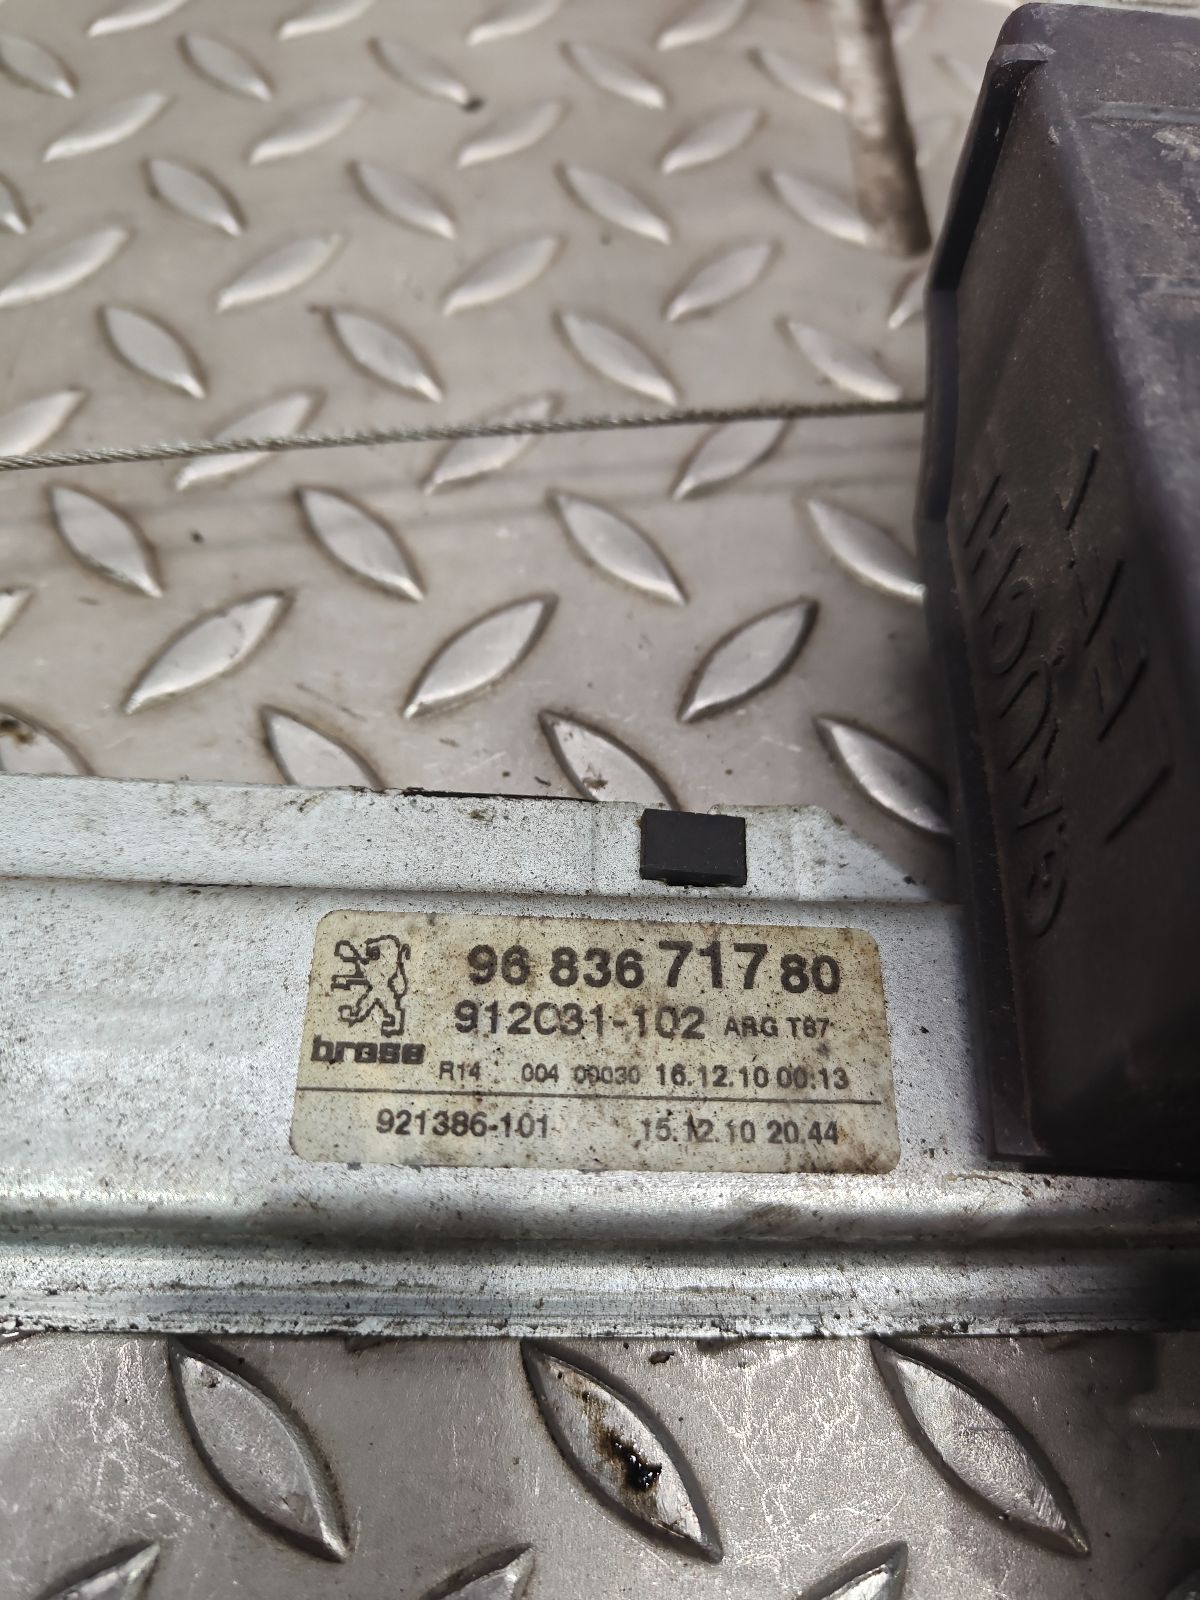 96 836 717 80
912031-102 ARG T87
brose
R14 004 00030 16.12.10 00:13
921386-101 15.12.10 20.44